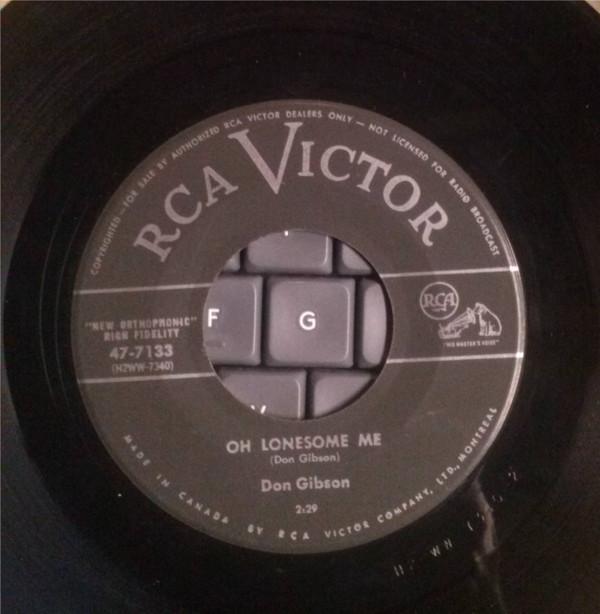 COPYRIGHTED — FOR SALE BY AUTHORIZED RCA VICTOR DEALERS ONLY — NOT LICENSED FOR RADIO BROADCAST
RCA VICTOR
"NEW ORTHOPHONIC"
HIGH FIDELITY
47-7133
(H2WW-7340)
F
G
RCA
"HIS MASTER'S VOICE"
OH LONESOME ME
(Don Gibson)
Don Gibson
2:29
MADE IN CANADA BY RCA VICTOR COMPANY, LTD., MONTREAL